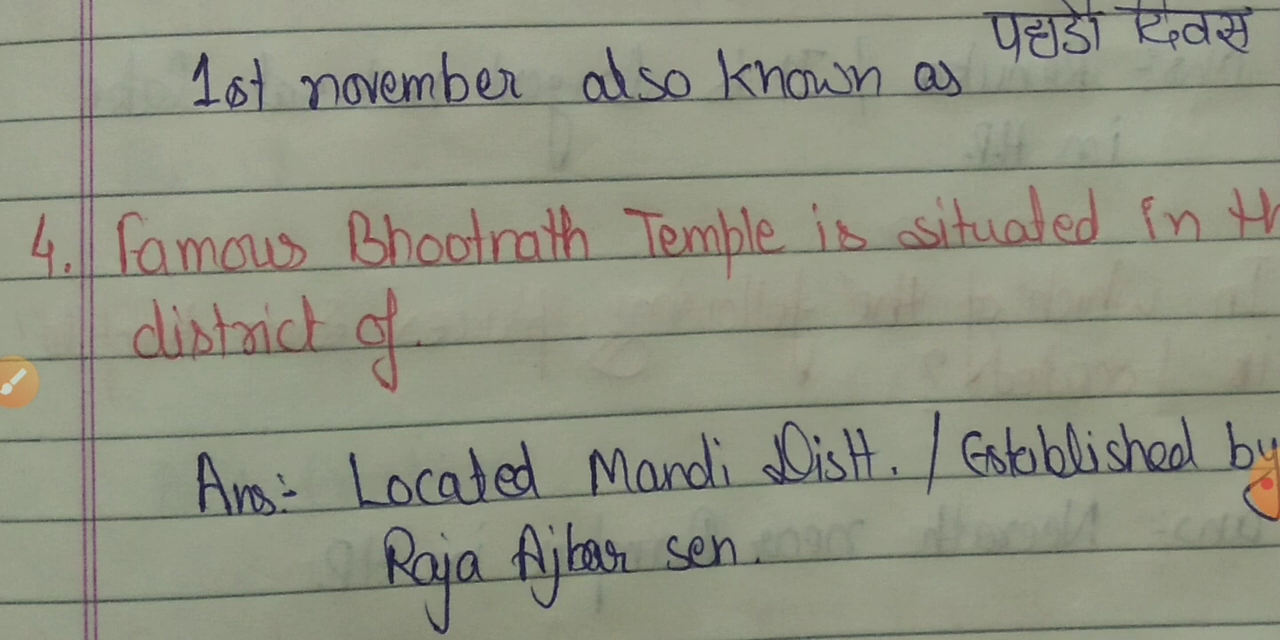 1st november also known as पहाडी दिवस
4. famous Bhootnath Temple is situated in th
district of.
Ans:- Located Mandi Distt. / Established by
Raja Ajbar sen.